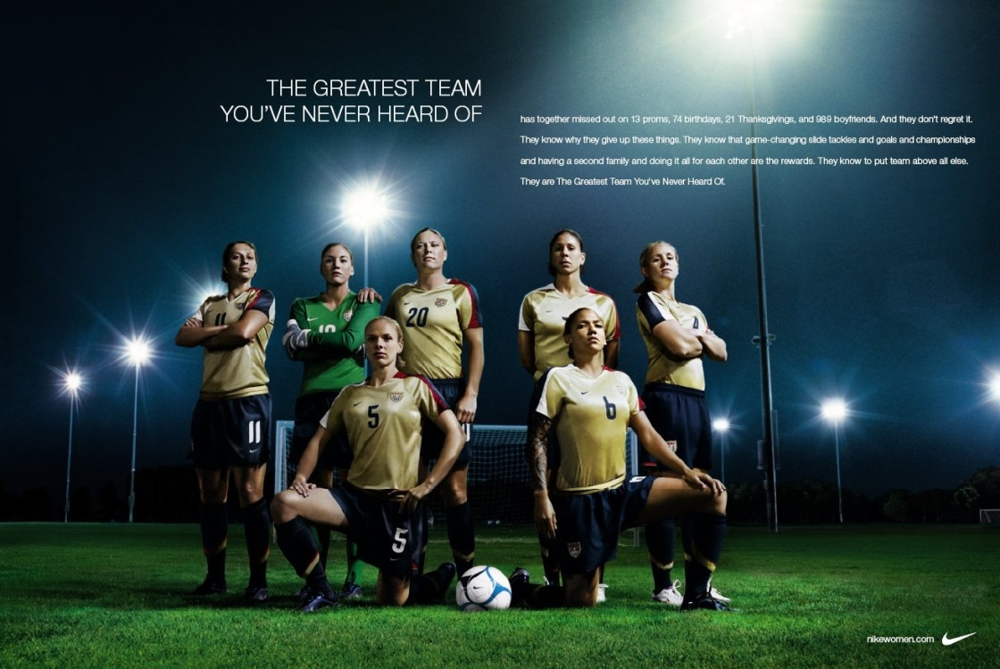 THE GREATEST TEAM
YOU'VE NEVER HEARD OF
has together missed out on 13 proms, 74 birthdays, 21 Thanksgivings, and 989 boyfriends. And they don't regret it.
They know why they give up these things. They know that game-changing slide tackles and goals and championships
and having a second family and doing it all for each other are the rewards. They know to put team above all else.
They are The Greatest Team You've Never Heard Of.
11
20
5
6
11
5
nikewomen.com